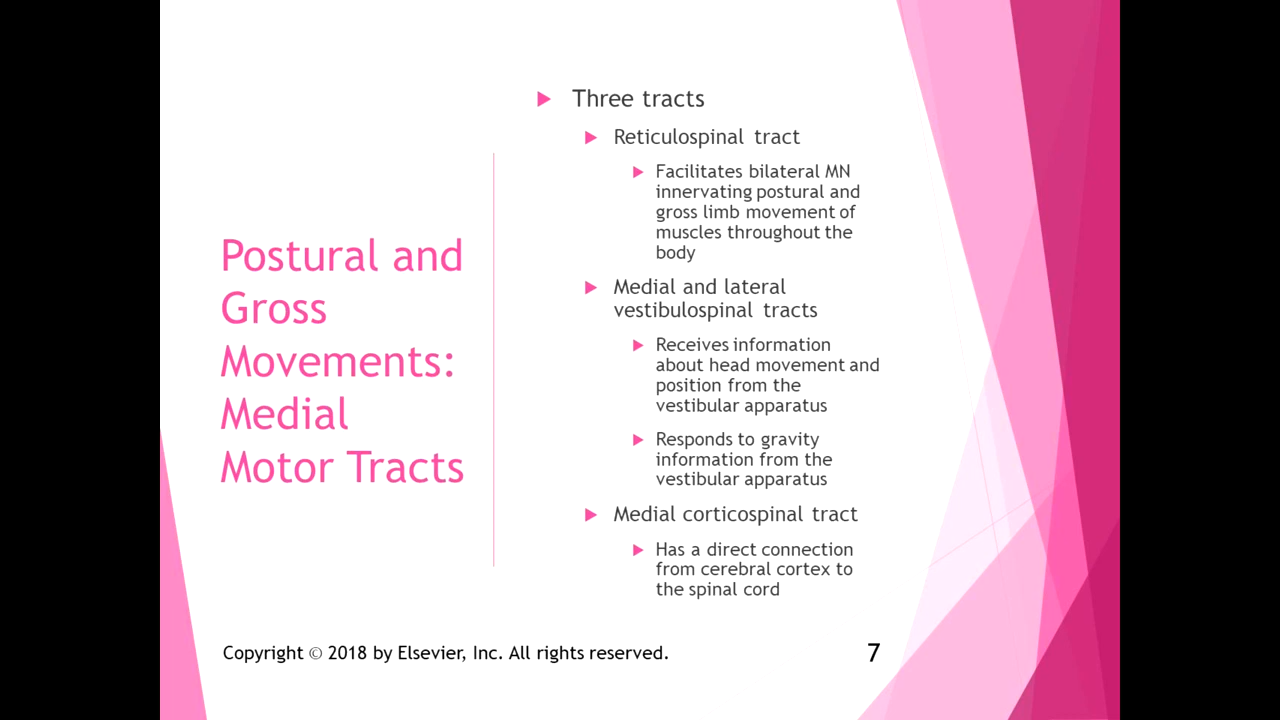 Postural and
Gross
Movements:
Medial
Motor Tracts
Three tracts
Reticulospinal tract
Facilitates bilateral MN
innervating postural and
gross limb movement of
muscles throughout the
body
Medial and lateral
vestibulospinal tracts
Receives information
about head movement and
position from the
vestibular apparatus
Responds to gravity
information from the
vestibular apparatus
Medial corticospinal tract
Has a direct connection
from cerebral cortex to
the spinal cord
Copyright © 2018 by Elsevier, Inc. All rights reserved.
7